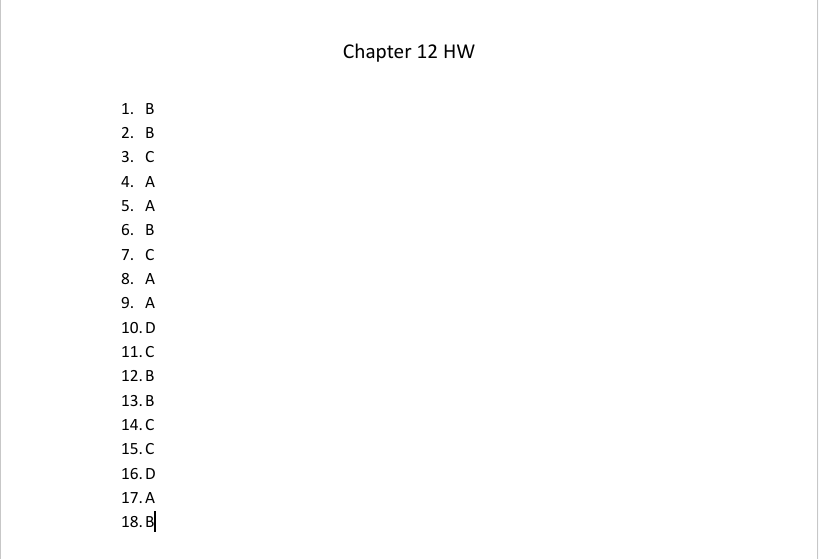 Chapter 12 HW
1. B
2. B
3. C
4. A
5. A
6. B
7. C
8. A
9. A
10. D
11. C
12. B
13. B
14. C
15. C
16. D
17. A
18. B